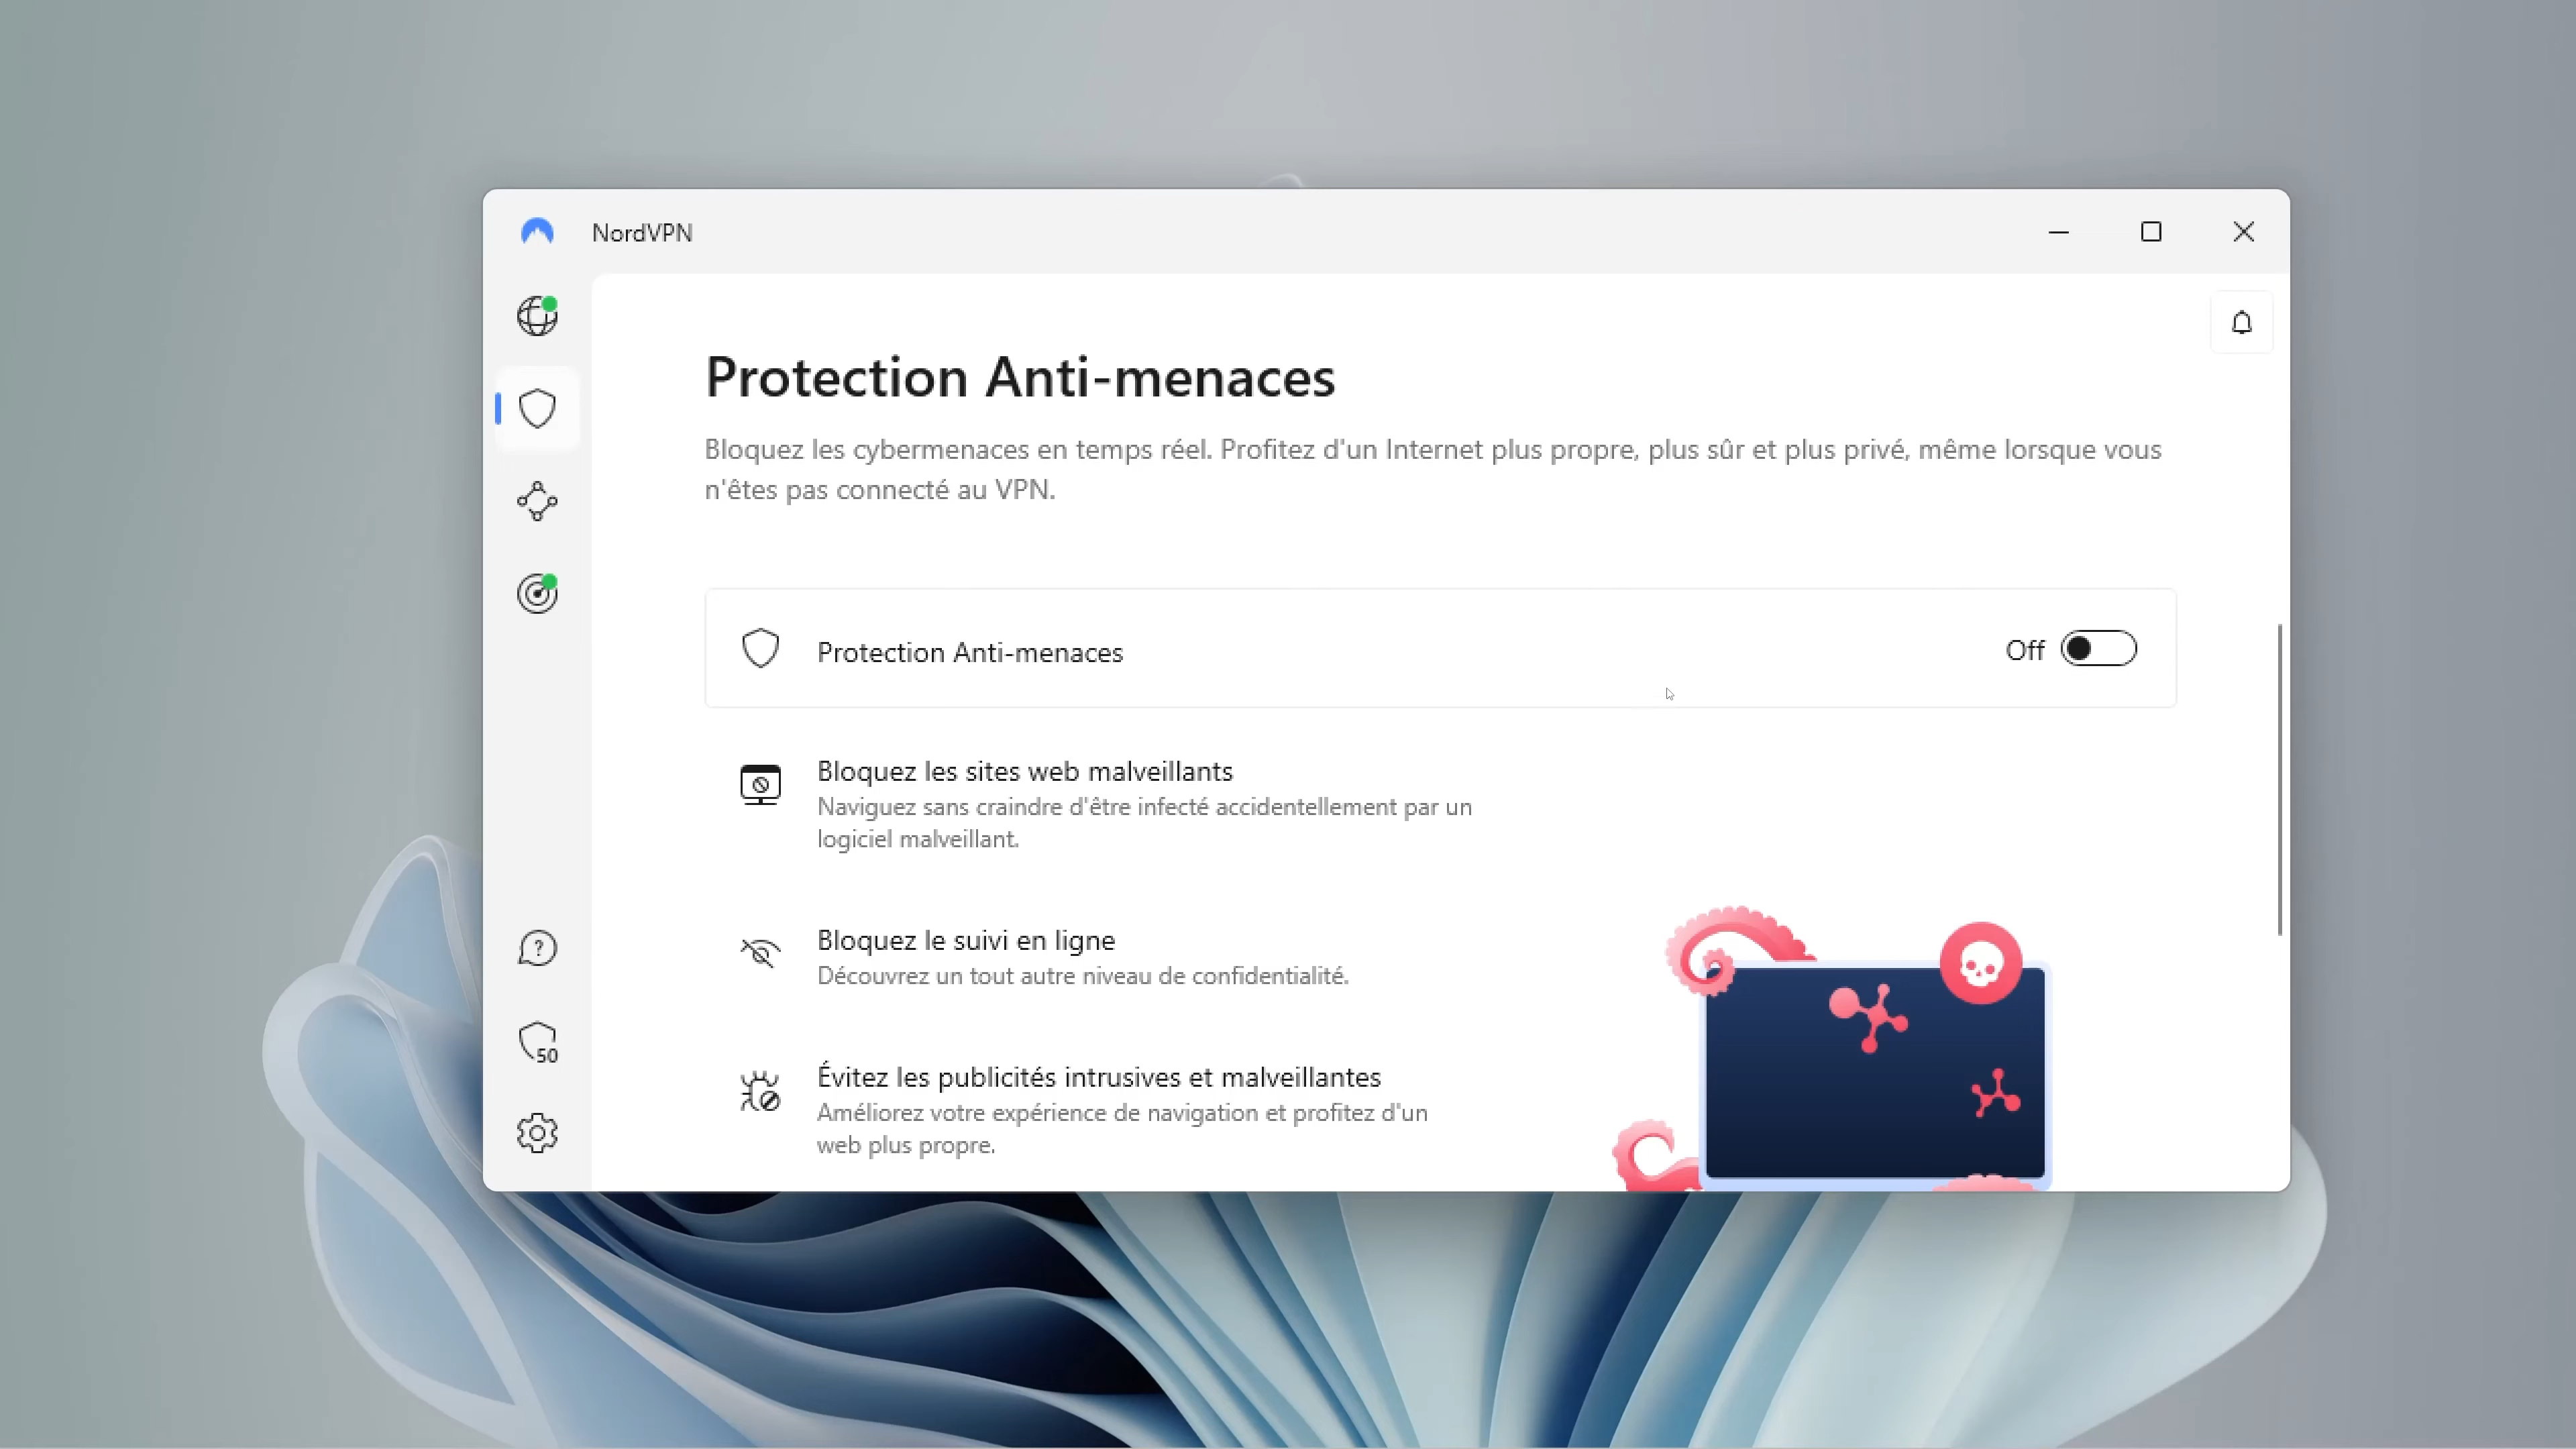 NordVPN
Protection Anti-menaces
Bloquez les cybermenaces en temps réel. Profitez d'un Internet plus propre, plus sûr et plus privé, même lorsque vous
n'êtes pas connecté au VPN.
Protection Anti-menaces
Off
Bloquez les sites web malveillants
Naviguez sans craindre d'être infecté accidentellement par un
logiciel malveillant.
Bloquez le suivi en ligne
Découvrez un tout autre niveau de confidentialité.
50
Évitez les publicités intrusives et malveillantes
Améliorez votre expérience de navigation et profitez d'un
web plus propre.